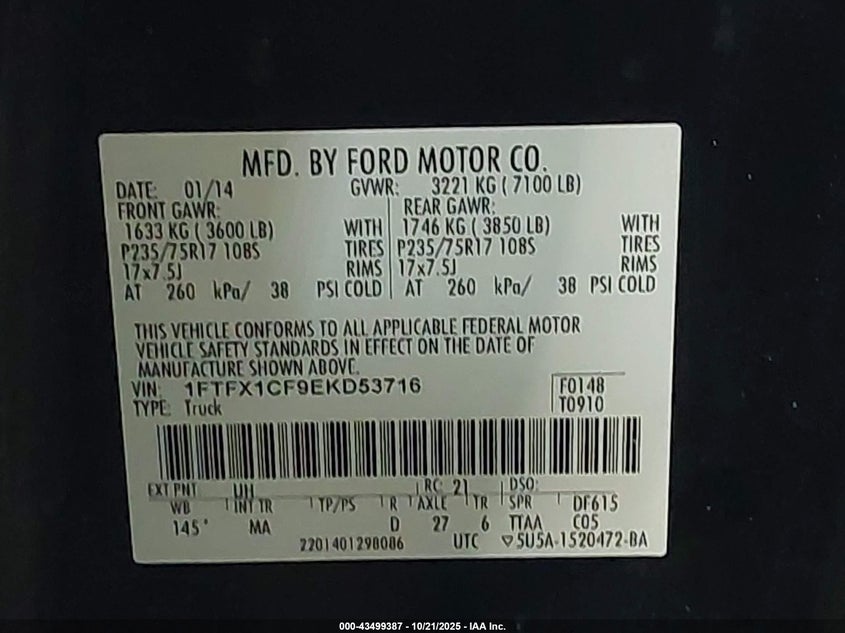 MFD. BY FORD MOTOR CO.
DATE: 01/14 GVWR: 3221 KG ( 7100 LB)
FRONT GAWR: REAR GAWR:
1633 KG ( 3600 LB) WITH 1746 KG ( 3850 LB) WITH
P235/75R17 108S TIRES P235/75R17 108S TIRES
17x7.5J RIMS 17x7.5J RIMS
AT 260 kPa/ 38 PSI COLD AT 260 kPa/ 38 PSI COLD
THIS VEHICLE CONFORMS TO ALL APPLICABLE FEDERAL MOTOR
VEHICLE SAFETY STANDARDS IN EFFECT ON THE DATE OF
MANUFACTURE SHOWN ABOVE.
VIN: 1FTFX1CF9EKD53716 F0148
TYPE: Truck T0910
EXT PNT UH RC: 21 DSO:
WB INT TR TP/PS R AXLE TR SPR DF615
145" MA D 27 6 TTAA C05
2201401298086 UTC ▽5U5A-1520472-BA
000-43499387 - 10/21/2025 - IAA Inc.